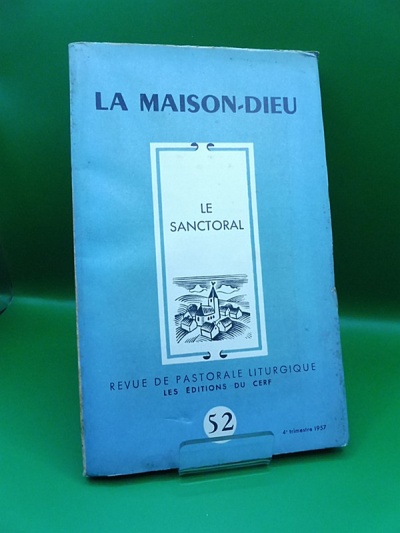 LA MAISON-DIEU
LE
SANCTORAL
REVUE DE PASTORALE LITURGIQUE
LES ÉDITIONS DU CERF
52
4e trimestre 1957